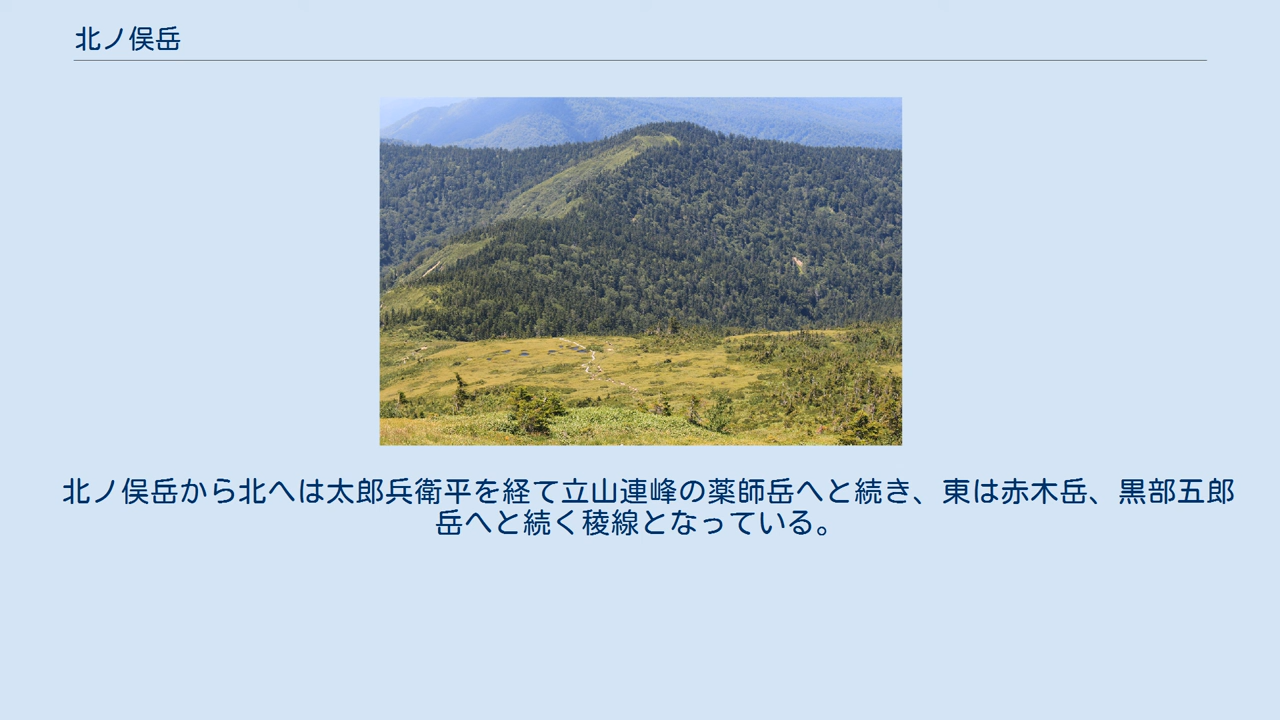 北ノ俣岳
北ノ俣岳から北へは太郎兵衛平を経て立山連峰の薬師岳へと続き、東は赤木岳、黒部五郎
岳へと続く稜線となっている。